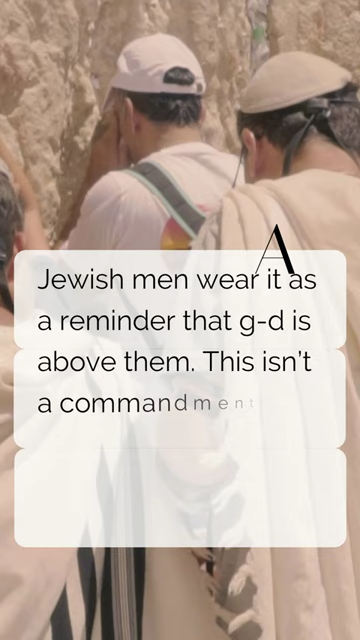 A
Jewish men wear it as
a reminder that g-d is
above them. This isn’t
a commandment